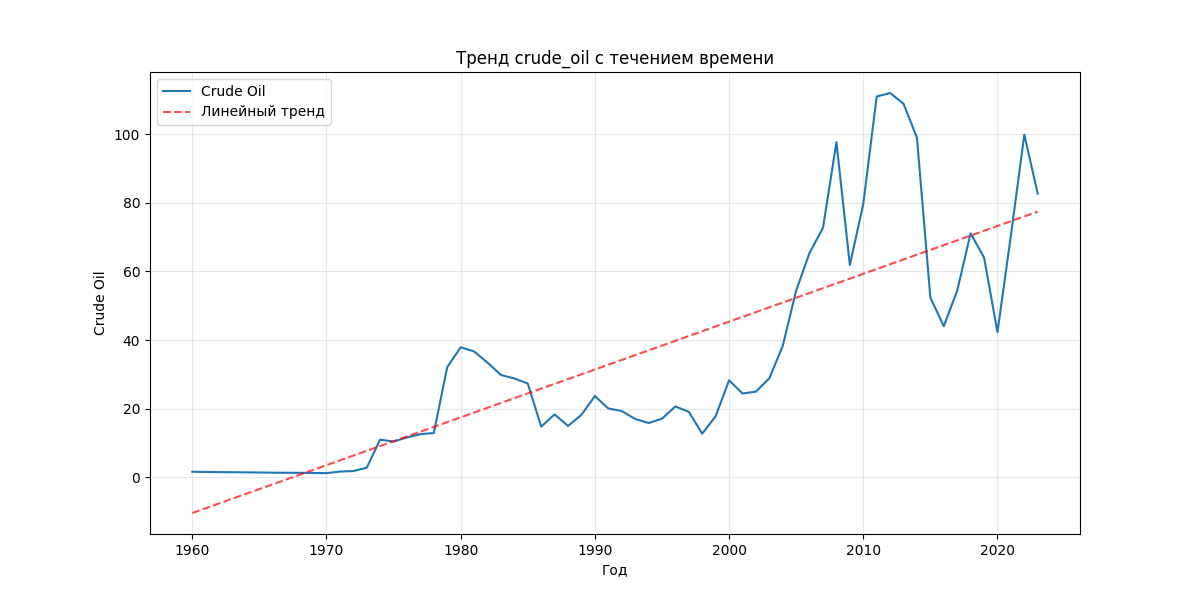 Тренд crude_oil с течением времени
Crude Oil
Линейный тренд
Crude Oil
100
80
60
40
20
0
1960 1970 1980 1990 2000 2010 2020
Год